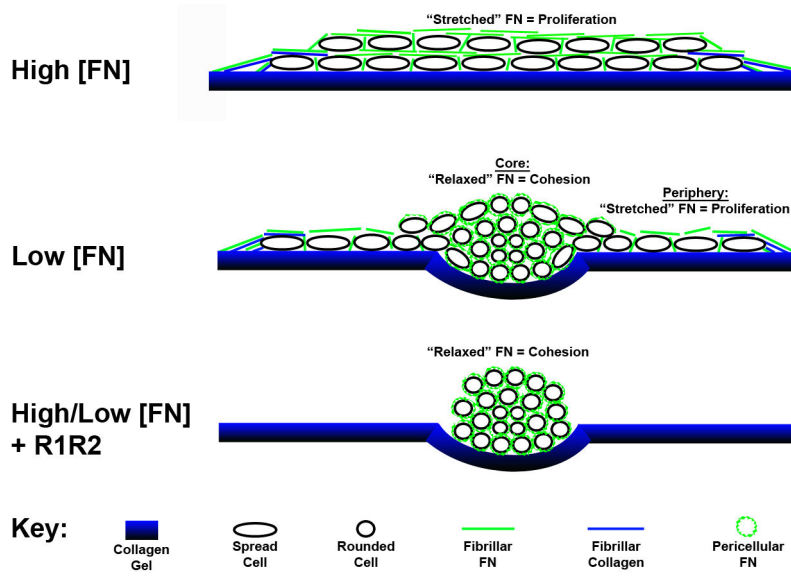 “Stretched” FN = Proliferation
High [FN]
Core:
“Relaxed” FN = Cohesion
Periphery:
“Stretched” FN = Proliferation
Low [FN]
“Relaxed” FN = Cohesion
High/Low [FN]
+ R1R2
Key:
Collagen
Gel
Spread
Cell
Rounded
Cell
Fibrillar
FN
Fibrillar
Collagen
Pericellular
FN